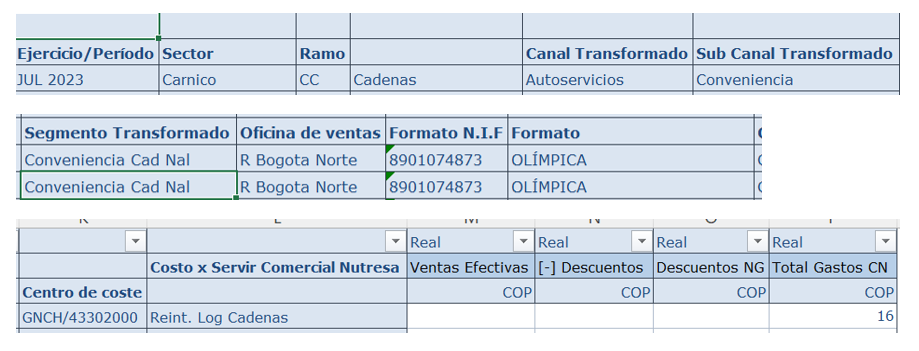 Ejercicio/Período Sector Ramo Canal Transformado Sub Canal Transformado
JUL 2023 Carnico CC Cadenas Autoservicios Conveniencia
Segmento Transformado Oficina de ventas Formato N.I.F Formato
Conveniencia Cad Nal R Bogota Norte 8901074873 OLÍMPICA
Conveniencia Cad Nal R Bogota Norte 8901074873 OLÍMPICA
Real Real Real Real
Costo x Servir Comercial Nutresa Ventas Efectivas [-] Descuentos Descuentos NG Total Gastos CN
Centro de coste COP COP COP COP
GNCH/43302000 Reint. Log Cadenas 16